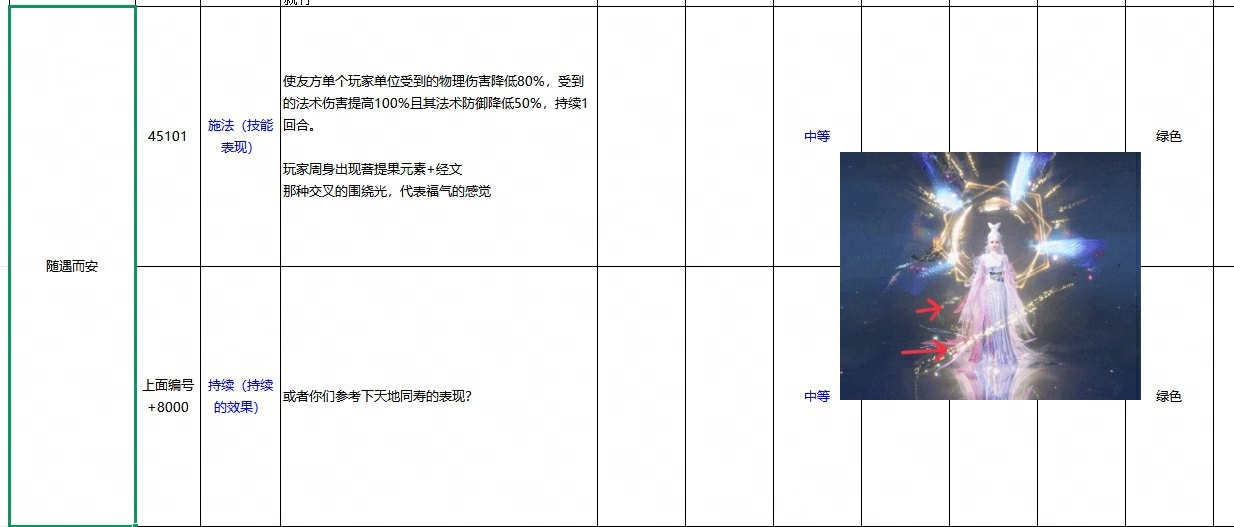 使友方单个玩家单位受到的物理伤害降低80%，受到
的法术伤害提高100%且其法术防御降低50%，持续1
回合。
玩家周身出现菩提果元素+经文
那种交叉的围绕光，代表福气的感觉
45101
施法（技能
表现）
中等
绿色
随遇而安
上面编号
+8000
持续（持续
的效果）
或者你们参考下天地同寿的表现？
中等
绿色